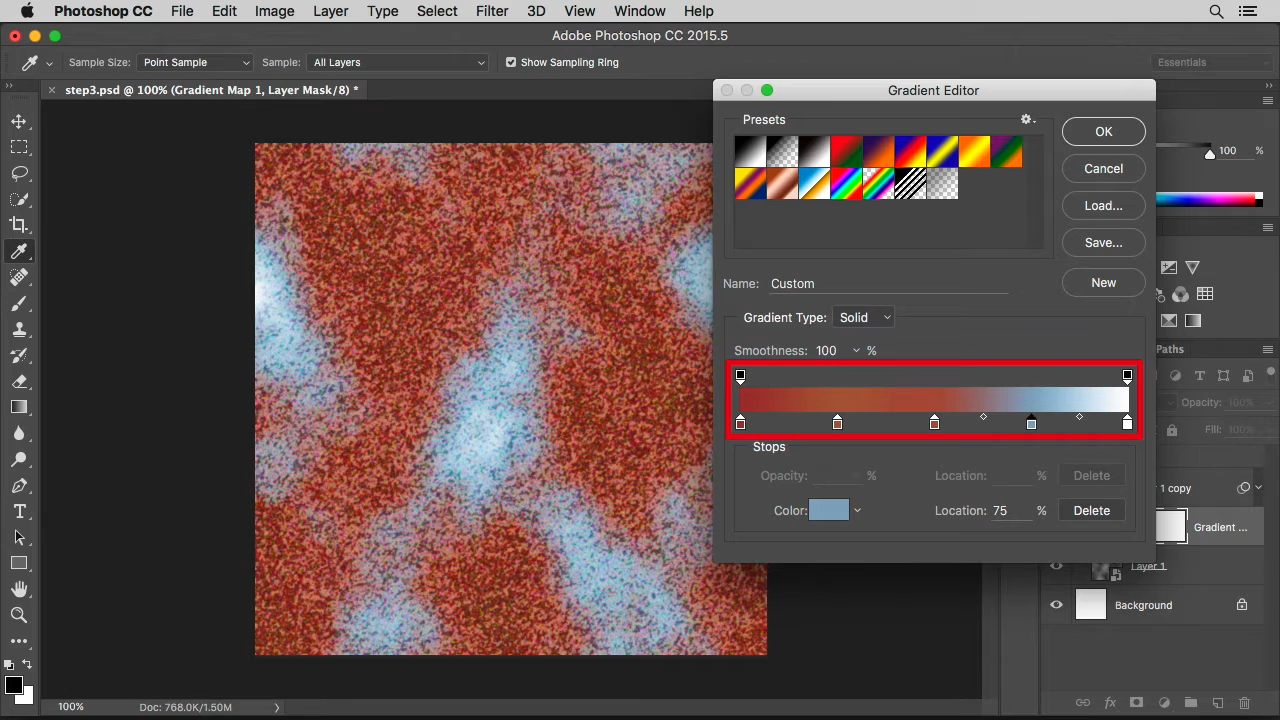 Photoshop CC File Edit Image Layer Type Select Filter 3D View Window Help
Adobe Photoshop CC 2015.5
Sample Size: Point Sample Sample: All Layers Show Sampling Ring Essentials
step3.psd @ 100% (Gradient Map 1, Layer Mask/8) *
Gradient Editor
Presets
OK
100 %
Cancel
Load...
Save...
Name: Custom
New
Gradient Type: Solid
Smoothness: 100 %
Paths
Opacity: 100%
Fill: 100%
Stops
Opacity: % Location: % Delete
1 copy
Color: Location: 75 % Delete
Gradient ...
Layer 1
Background
100% Doc: 768.0K/1.50M